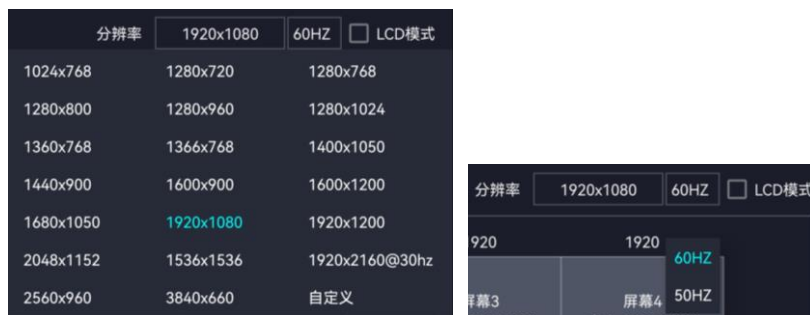 分辨率 1920x1080 60HZ LCD模式
1024x768 1280x720 1280x768
1280x800 1280x960 1280x1024
1360x768 1366x768 1400x1050
1440x900 1600x900 1600x1200
1680x1050 1920x1080 1920x1200
2048x1152 1536x1536 1920x2160@30hz
2560x960 3840x660 自定义
分辨率 1920x1080 60HZ LCD模式
920 1920
60HZ
屏幕3 屏幕4 50HZ